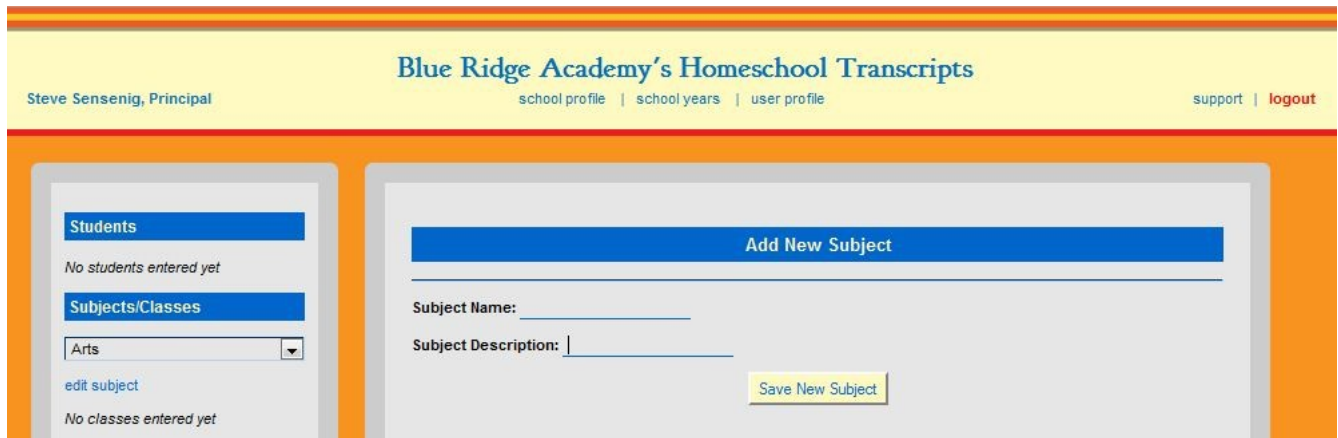 Blue Ridge Academy's Homeschool Transcripts
Steve Sensenig, Principal
school profile | school years | user profile
support | logout
Students
No students entered yet
Subjects/Classes
Arts
edit subject
No classes entered yet
Add New Subject
Subject Name:
Subject Description:
Save New Subject